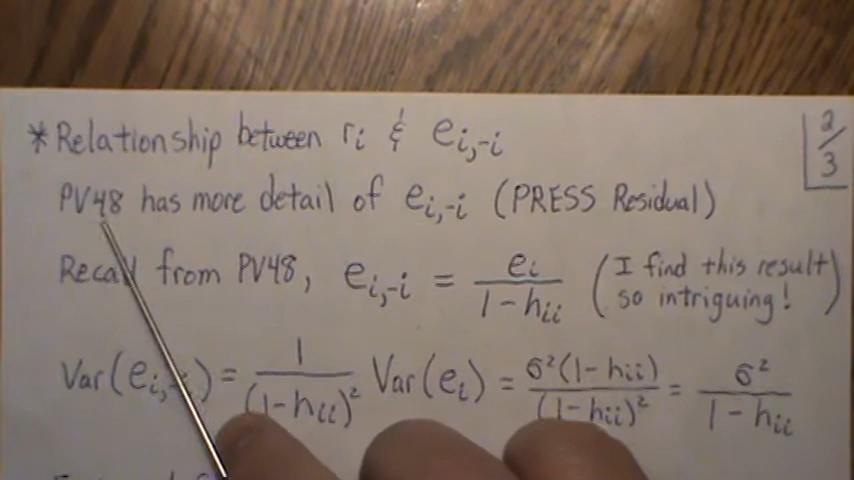 *Relationship between ri & ei,-i
2/3
PV48 has more detail of ei,-i (PRESS Residual)
Recall from PV48, ei,-i = ei / (1-hii) (I find this result so intriguing!)
Var(ei,-i) = 1/(1-hii)² Var(ei) = σ²(1-hii)/(1-hii)² = σ²/(1-hii)